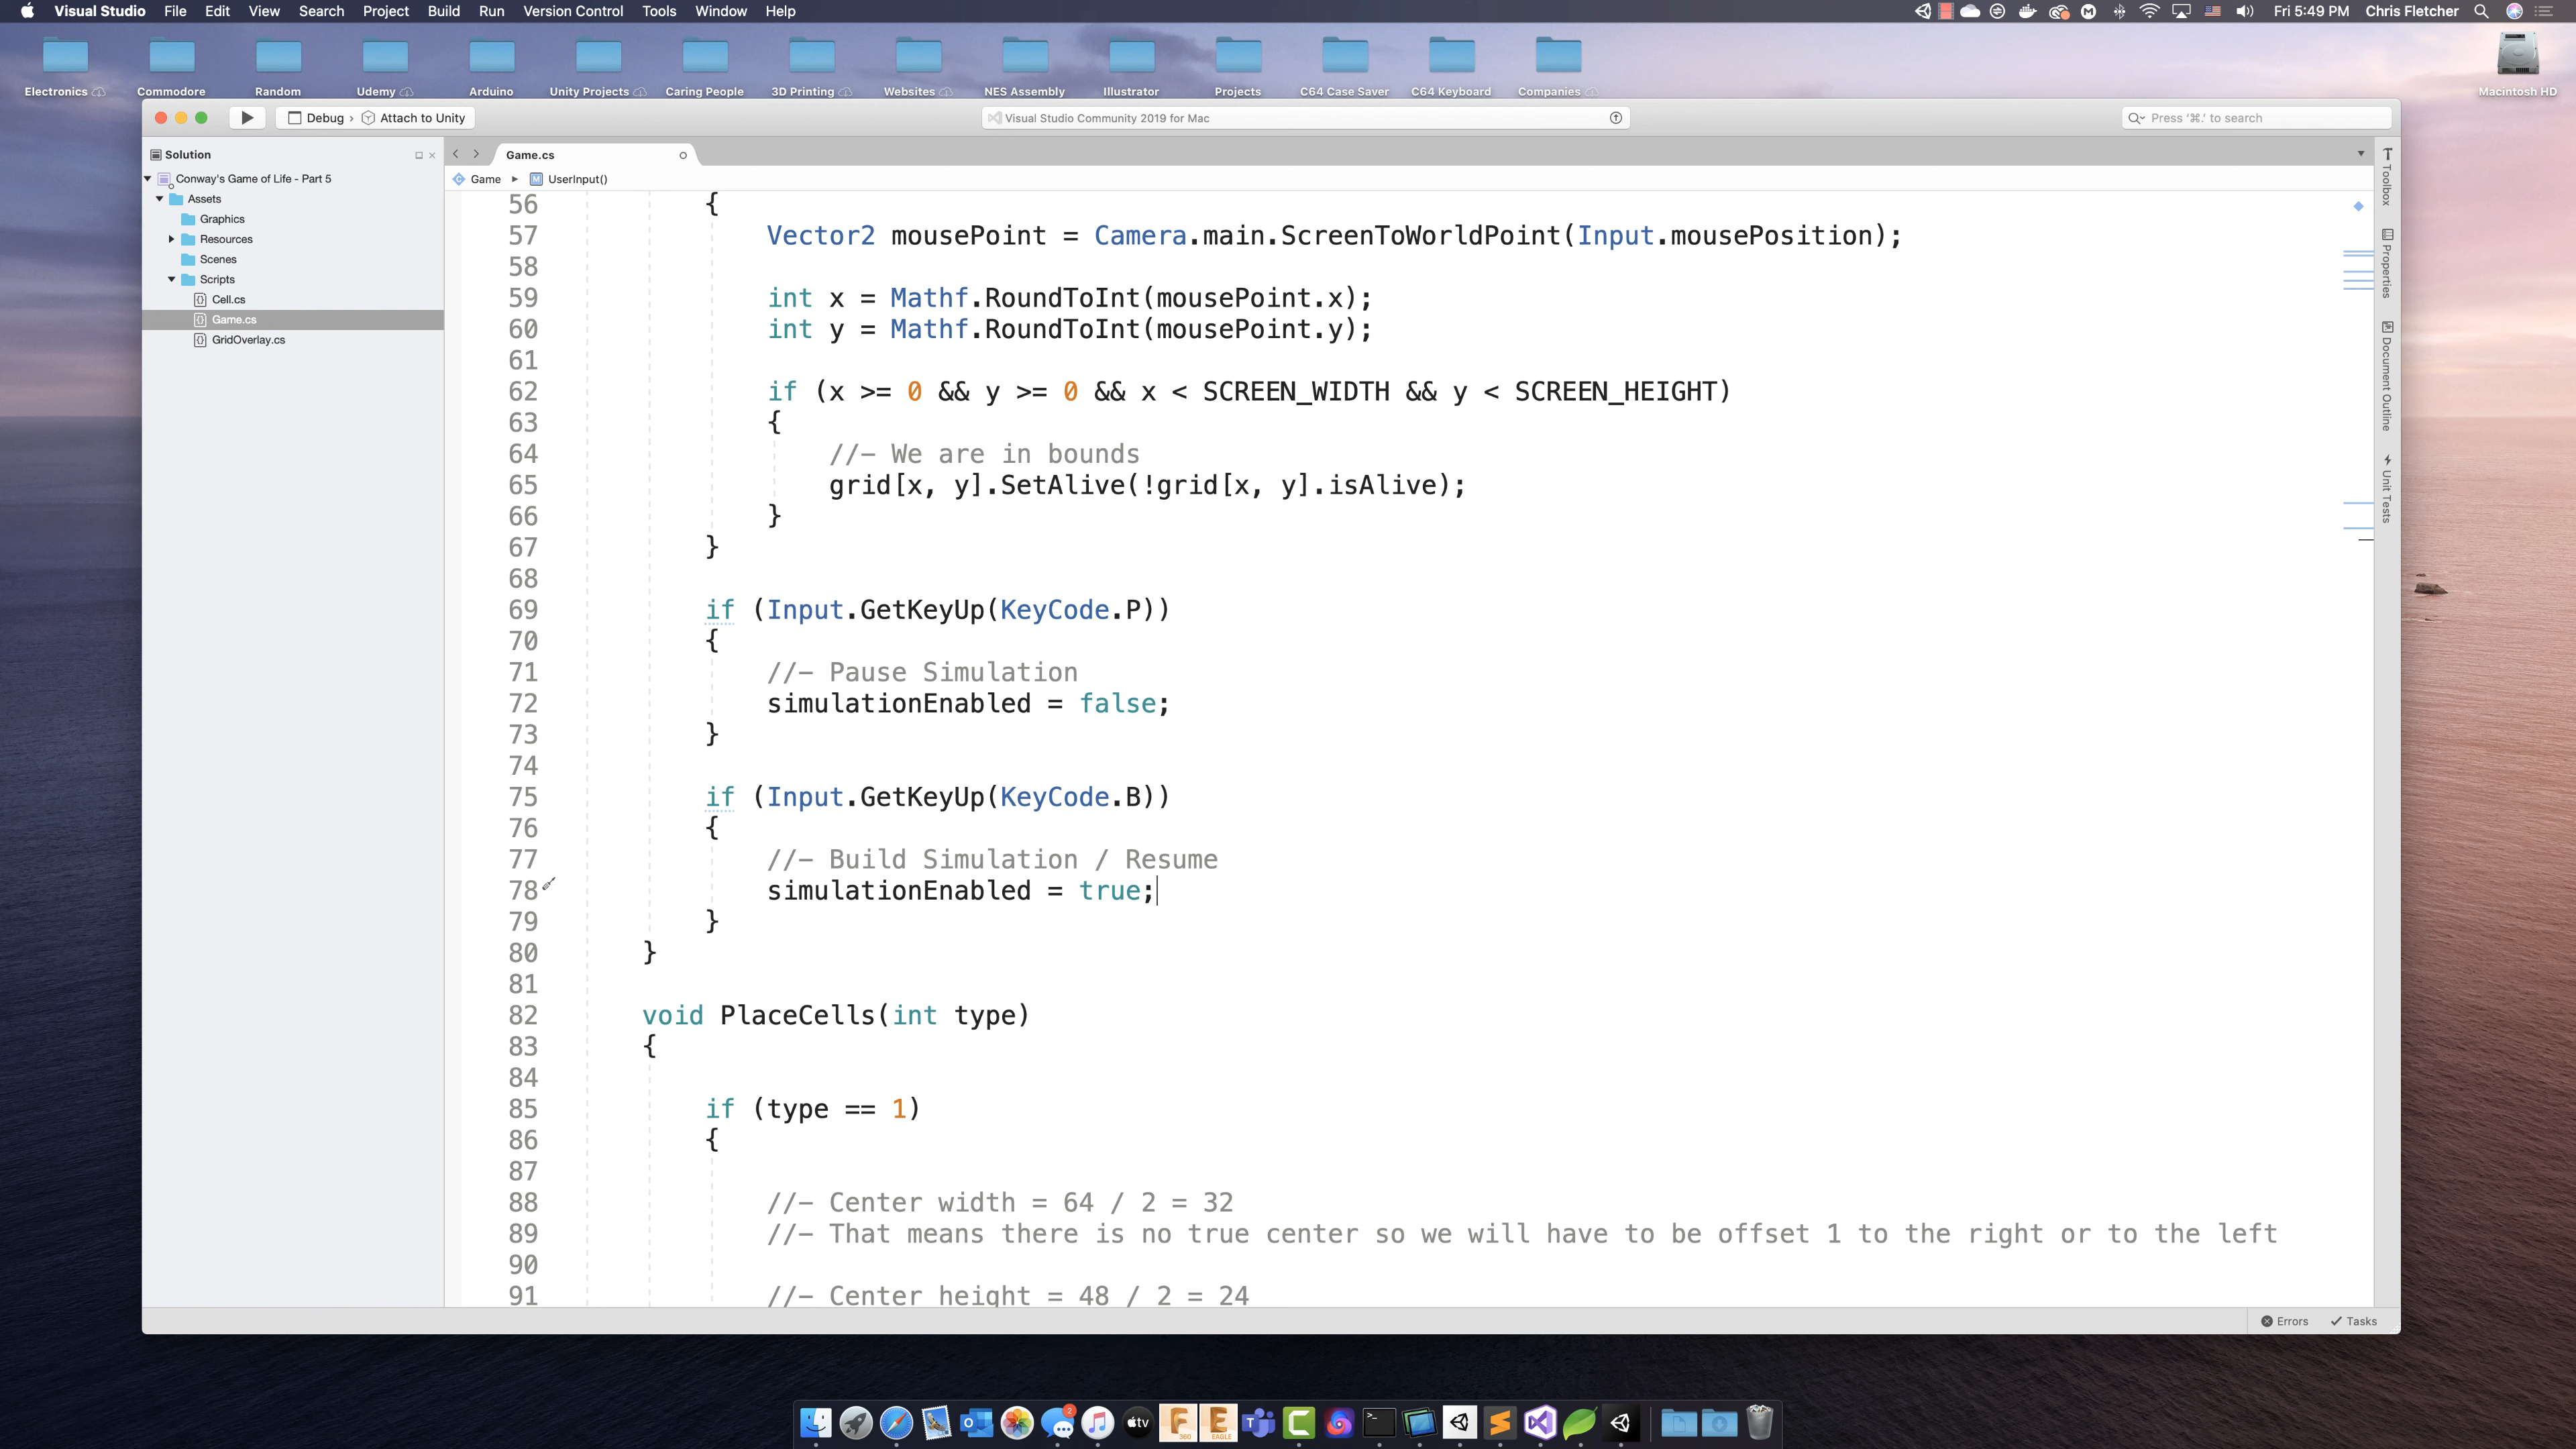 Visual Studio File Edit View Search Project Build Run Version Control Tools Window Help Fri 5:49 PM Chris Fletcher
Electronics Commodore Random Udemy Arduino Unity Projects Caring People 3D Printing Websites NES Assembly Illustrator Projects C64 Case Saver C64 Keyboard Companies Macintosh HD
Debug › Attach to Unity Visual Studio Community 2019 for Mac Press '⌘.' to search
Solution
Game.cs
Conway's Game of Life - Part 5
Game UserInput()
Assets
Graphics
Resources
Scenes
Scripts
Cell.cs
Game.cs
GridOverlay.cs
56 {
57 Vector2 mousePoint = Camera.main.ScreenToWorldPoint(Input.mousePosition);
58
59 int x = Mathf.RoundToInt(mousePoint.x);
60 int y = Mathf.RoundToInt(mousePoint.y);
61
62 if (x >= 0 && y >= 0 && x < SCREEN_WIDTH && y < SCREEN_HEIGHT)
63 {
64 //- We are in bounds
65 grid[x, y].SetAlive(!grid[x, y].isAlive);
66 }
67 }
68
69 if (Input.GetKeyUp(KeyCode.P))
70 {
71 //- Pause Simulation
72 simulationEnabled = false;
73 }
74
75 if (Input.GetKeyUp(KeyCode.B))
76 {
77 //- Build Simulation / Resume
78 simulationEnabled = true;
79 }
80 }
81
82 void PlaceCells(int type)
83 {
84
85 if (type == 1)
86 {
87
88 //- Center width = 64 / 2 = 32
89 //- That means there is no true center so we will have to be offset 1 to the right or to the left
90
91 //- Center height = 48 / 2 = 24
Toolbox
Properties
Document Outline
Unit Tests
Errors Tasks
2
tv
360
EAGLE